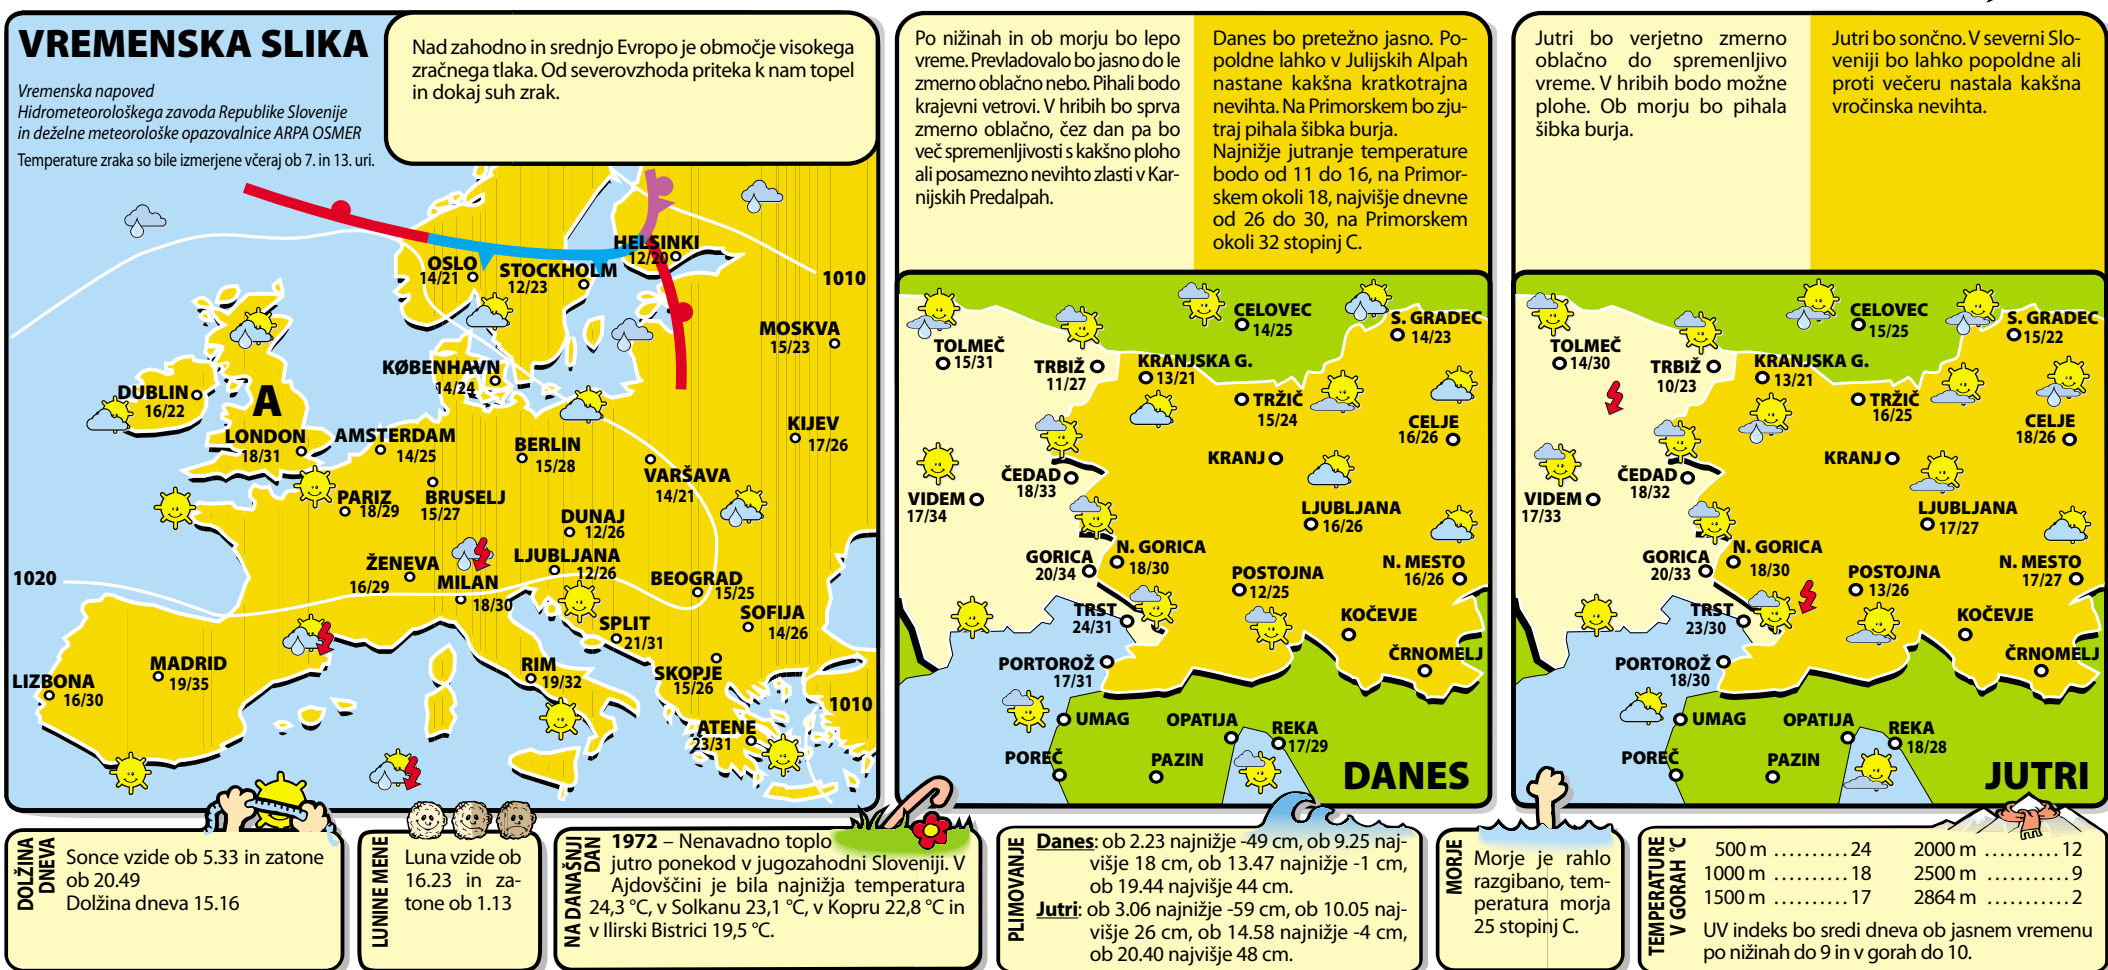 VREMENSKA SLIKA
Vremenska napoved
Hidrometeorološkega zavoda Republike Slovenije
in deželne meteorološke opazovalnice ARPA OSMER
Temperature zraka so bile izmerjene včeraj ob 7. in 13. uri.
Nad zahodno in srednjo Evropo je območje visokega
zračnega tlaka. Od severovzhoda priteka k nam topel
in dokaj suh zrak.
HELSINKI
12/20
OSLO
14/21
STOCKHOLM
12/23
1010
MOSKVA
15/23
KØBENHAVN
14/24
DUBLIN
16/22
A
LONDON
18/31
AMSTERDAM
14/25
BERLIN
15/28
KIJEV
17/26
VARŠAVA
14/21
PARIZ
18/29
BRUSELJ
15/27
DUNAJ
12/26
ŽENEVA
16/29
MILAN
18/30
LJUBLJANA
12/26
1020
BEOGRAD
15/25
SOFIJA
14/26
SPLIT
21/31
MADRID
19/35
LIZBONA
16/30
RIM
19/32
SKOPJE
15/26
1010
ATENE
23/31
Po nižinah in ob morju bo lepo
vreme. Prevladovalo bo jasno do le
zmerno oblačno nebo. Pihali bodo
krajevni vetrovi. V hribih bo sprva
zmerno oblačno, čez dan pa bo
več spremenljivosti s kakšno ploho
ali posamezno nevihto zlasti v Kar-
nijskih Predalpah.
Danes bo pretežno jasno. Po-
poldne lahko v Julijskih Alpah
nastane kakšna kratkotrajna
nevihta. Na Primorskem bo zju-
traj pihala šibka burja.
Najnižje jutranje temperature
bodo od 11 do 16, na Primor-
skem okoli 18, najvišje dnevne
od 26 do 30, na Primorskem
okoli 32 stopinj C.
CELOVEC
14/25
S. GRADEC
14/23
TOLMEČ
15/31
TRBIŽ
11/27
KRANJSKA G.
13/21
TRŽIČ
15/24
CELJE
16/26
KRANJ
ČEDAD
18/33
VIDEM
17/34
LJUBLJANA
16/26
GORICA
20/34
N. GORICA
18/30
N. MESTO
16/26
POSTOJNA
12/25
TRST
24/31
KOČEVJE
PORTOROŽ
17/31
ČRNOMELJ
UMAG
OPATIJA
REKA
17/29
POREČ
PAZIN
DANES
Jutri bo verjetno zmerno
oblačno do spremenljivo
vreme. V hribih bodo možne
plohe. Ob morju bo pihala
šibka burja.
Jutri bo sončno. V severni Slo-
veniji bo lahko popoldne ali
proti večeru nastala kakšna
vročinska nevihta.
CELOVEC
15/25
S. GRADEC
15/22
TOLMEČ
14/30
TRBIŽ
10/23
KRANJSKA G.
13/21
TRŽIČ
16/25
CELJE
18/26
KRANJ
ČEDAD
18/32
VIDEM
17/33
LJUBLJANA
17/27
GORICA
20/33
N. GORICA
18/30
N. MESTO
17/27
POSTOJNA
13/26
TRST
23/30
KOČEVJE
PORTOROŽ
18/30
ČRNOMELJ
UMAG
OPATIJA
REKA
18/28
POREČ
PAZIN
JUTRI
DOLŽINA
DNEVA
Sonce vzide ob 5.33 in zatone
ob 20.49
Dolžina dneva 15.16
LUNINE MENE
Luna vzide ob
16.23 in za-
tone ob 1.13
NA DANAŠNJI
DAN
1972 – Nenavadno toplo
jutro ponekod v jugozahodni Sloveniji. V
Ajdovščini je bila najnižja temperatura
24,3 °C, v Solkanu 23,1 °C, v Kopru 22,8 °C in
v Ilirski Bistrici 19,5 °C.
PLIMOVANJE
Danes: ob 2.23 najnižje -49 cm, ob 9.25 naj-
višje 18 cm, ob 13.47 najnižje -1 cm,
ob 19.44 najvišje 44 cm.
Jutri: ob 3.06 najnižje -59 cm, ob 10.05 naj-
višje 26 cm, ob 14.58 najnižje -4 cm,
ob 20.40 najvišje 48 cm.
MORJE
Morje je rahlo
razgibano, tem-
peratura morja
25 stopinj C.
TEMPERATURE
V GORAH °C
500 m ..........24
1000 m .........18
1500 m .........17
2000 m ..........12
2500 m ...........9
2864 m ...........2
UV indeks bo sredi dneva ob jasnem vremenu
po nižinah do 9 in v gorah do 10.